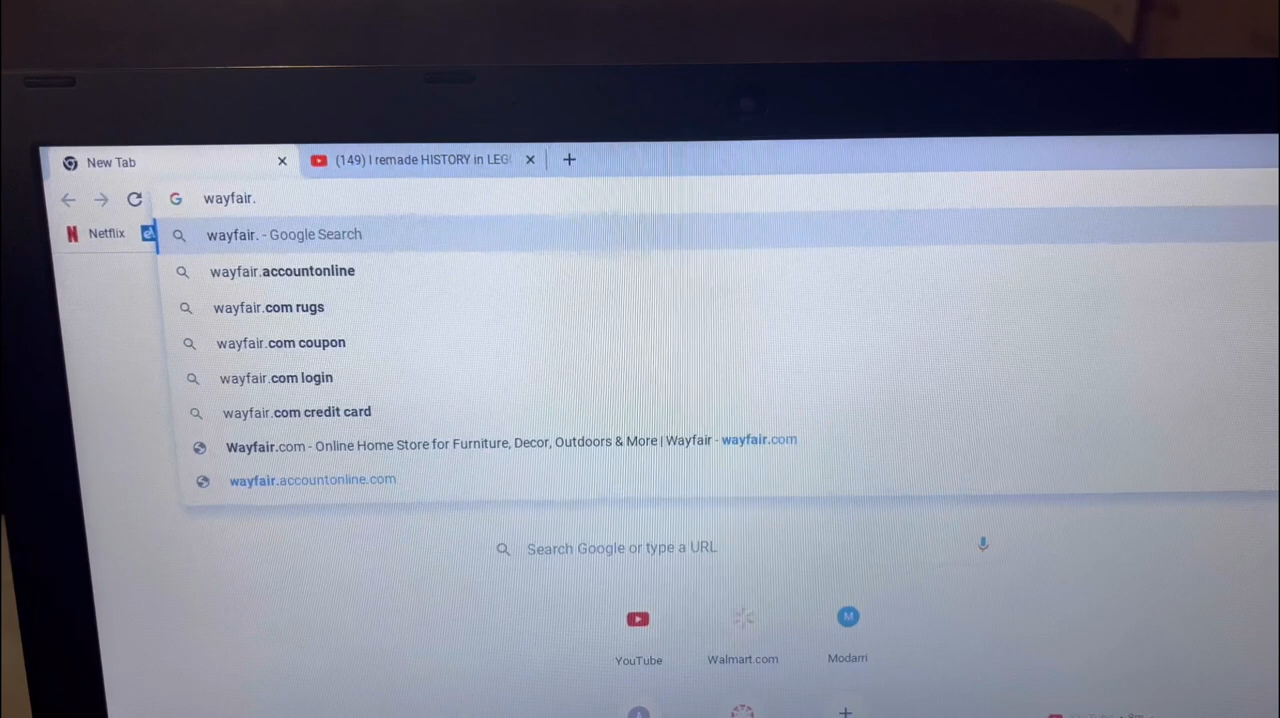 New Tab
(149) I remade HISTORY in LEG
wayfair.
Netflix
wayfair. - Google Search
wayfair.accountonline
wayfair.com rugs
wayfair.com coupon
wayfair.com login
wayfair.com credit card
Wayfair.com - Online Home Store for Furniture, Decor, Outdoors & More | Wayfair - wayfair.com
wayfair.accountonline.com
Search Google or type a URL
M
YouTube
Walmart.com
Modarri